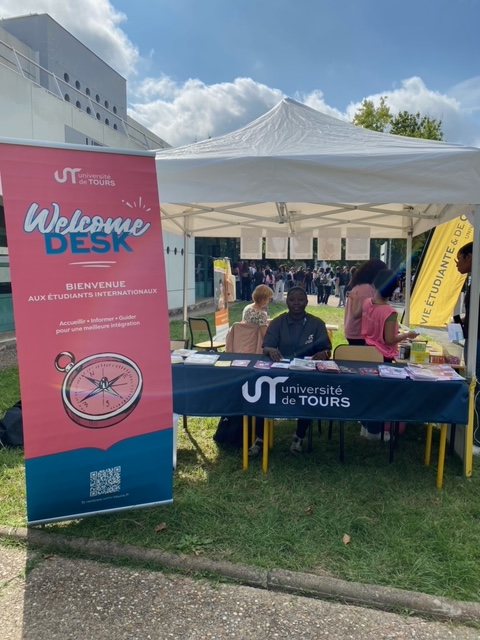 université
de TOURS
Welcome
DESK
BIENVENUE
AUX ÉTUDIANTS INTERNATIONAUX
Accueillir • Informer • Guider
pour une meilleure intégration
université
de TOURS
VIE ÉTUDIANTE & DE C